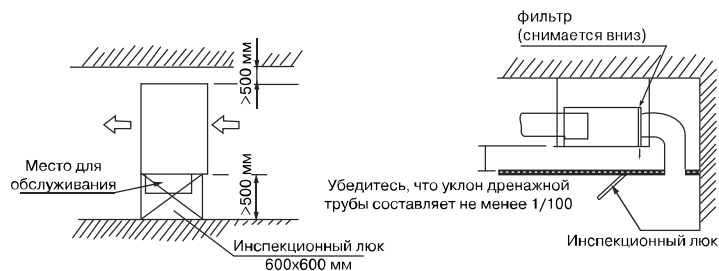 >500 мм
Место для
обслуживания
>500 мм
Инспекционный люк
600х600 мм
фильтр
(снимается вниз)
Убедитесь, что уклон дренажной
трубы составляет не менее 1/100
Инспекционный люк